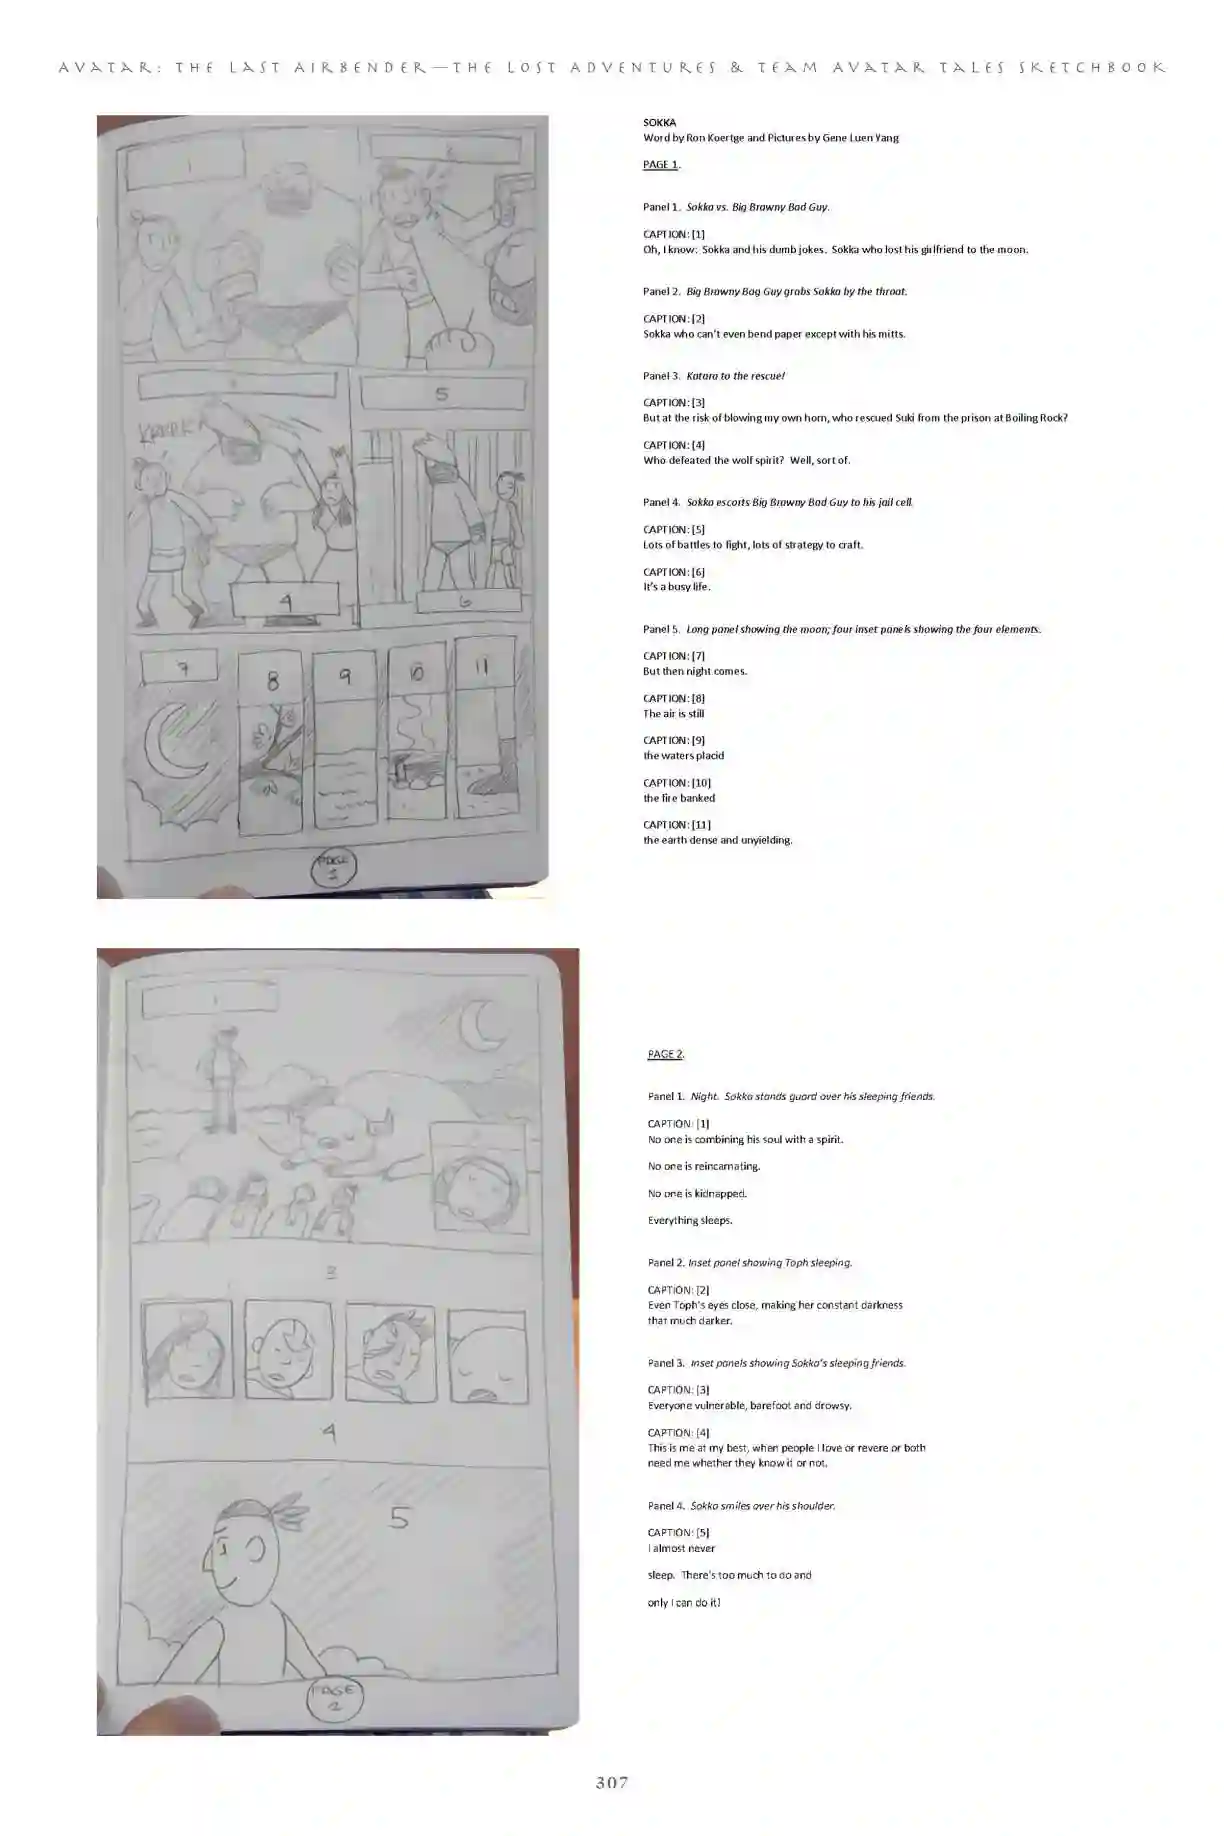 AVATAR: THE LAST AIRBENDER—THE LOST ADVENTURES & TEAM AVATAR TALES SKETCHBOOK
1
2
3
5
KRRRK
4
6
7
8
9
10
11
PAGE
1
SOKKA
Word by Ron Koertge and Pictures by Gene Luen Yang
PAGE 1.
Panel 1. Sokka vs. Big Brawny Bad Guy.
CAPTION: [1]
Oh, I know: Sokka and his dumb jokes. Sokka who lost his girlfriend to the moon.
Panel 2. Big Brawny Bag Guy grabs Sokka by the throat.
CAPTION: [2]
Sokka who can't even bend paper except with his mitts.
Panel 3. Katara to the rescue!
CAPTION: [3]
But at the risk of blowing my own horn, who rescued Suki from the prison at Boiling Rock?
CAPTION: [4]
Who defeated the wolf spirit? Well, sort of.
Panel 4. Sokka escorts Big Brawny Bad Guy to his jail cell.
CAPTION: [5]
Lots of battles to fight, lots of strategy to craft.
CAPTION: [6]
It's a busy life.
Panel 5. Long panel showing the moon; four inset panels showing the four elements.
CAPTION: [7]
But then night comes.
CAPTION: [8]
The air is still
CAPTION: [9]
the waters placid
CAPTION: [10]
the fire banked
CAPTION: [11]
the earth dense and unyielding.
1
3
4
5
PAGE
2
PAGE 2.
Panel 1. Night. Sokka stands guard over his sleeping friends.
CAPTION: [1]
No one is combining his soul with a spirit.
No one is reincarnating.
No one is kidnapped.
Everything sleeps.
Panel 2. Inset panel showing Toph sleeping.
CAPTION: [2]
Even Toph's eyes close, making her constant darkness
that much darker.
Panel 3. Inset panels showing Sokka's sleeping friends.
CAPTION: [3]
Everyone vulnerable, barefoot and drowsy.
CAPTION: [4]
This is me at my best, when people I love or revere or both
need me whether they know it or not.
Panel 4. Sokka smiles over his shoulder.
CAPTION: [5]
I almost never
sleep. There's too much to do and
only I can do it!
307